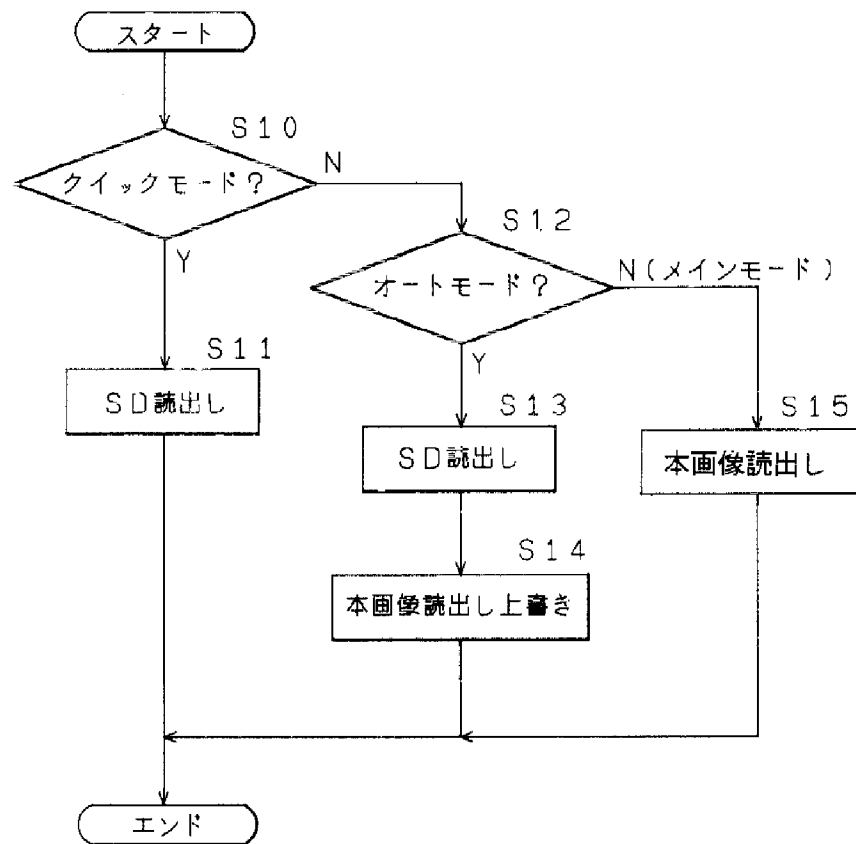 スタート
S10
クイックモード?
N
Y
S12
オートモード?
N(メインモード)
Y
S11
SD読出し
S13
SD読出し
S15
本画像読出し
S14
本画像読出し上書き
エンド